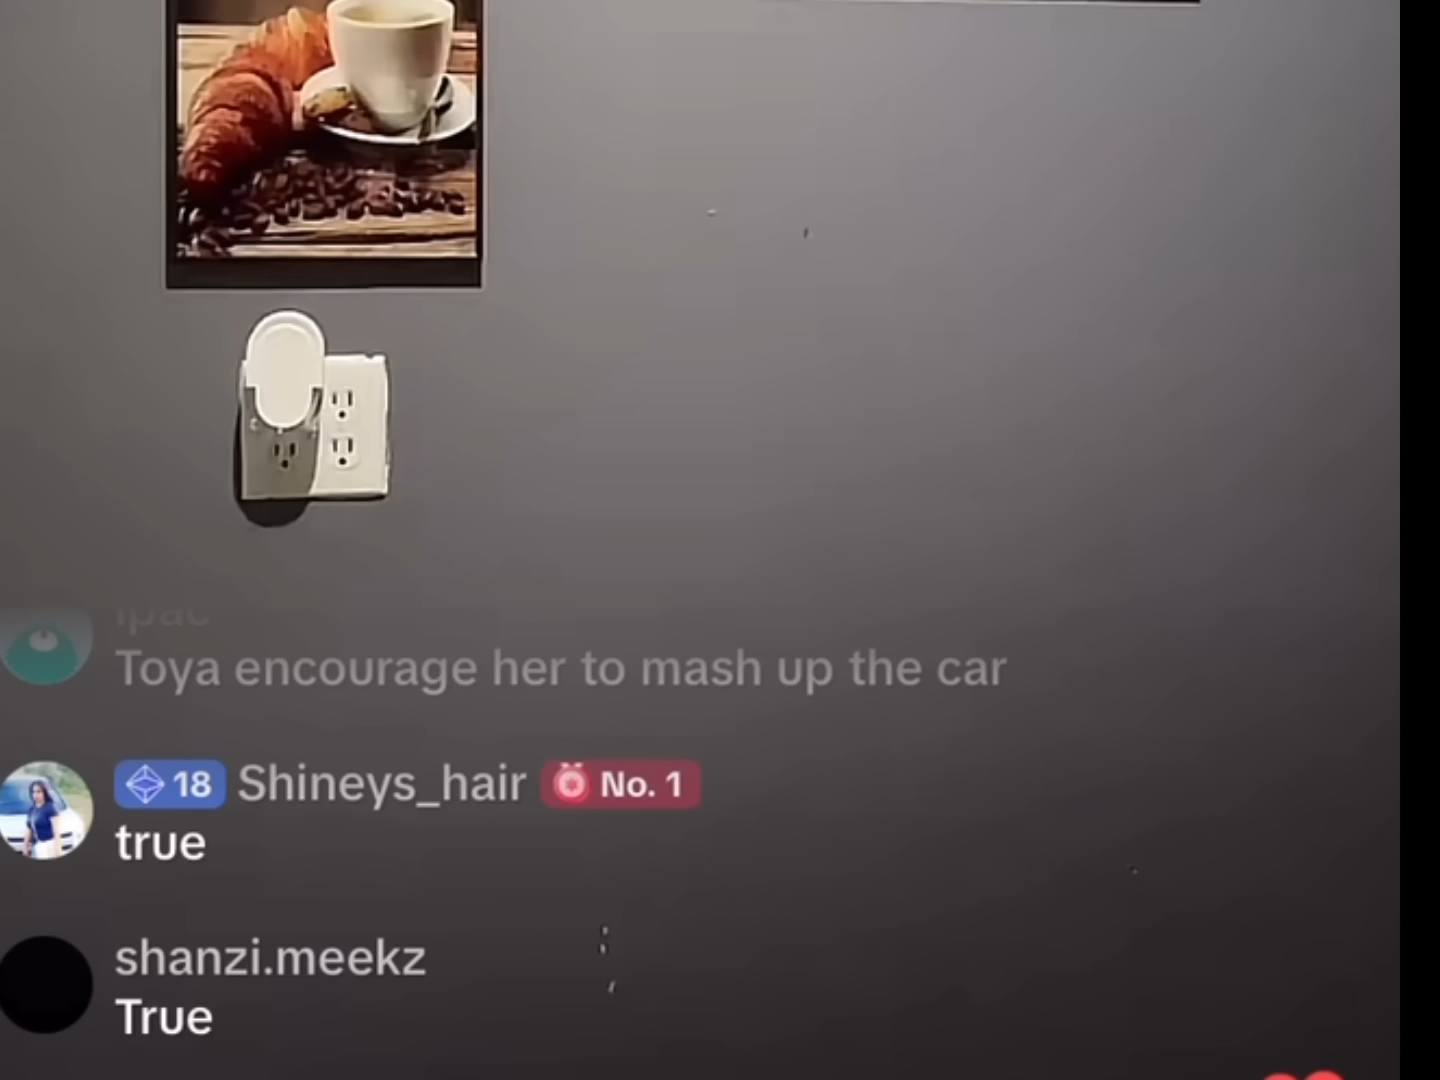 Toya encourage her to mash up the car
18 Shineys_hair No. 1
true
shanzi.meekz
True